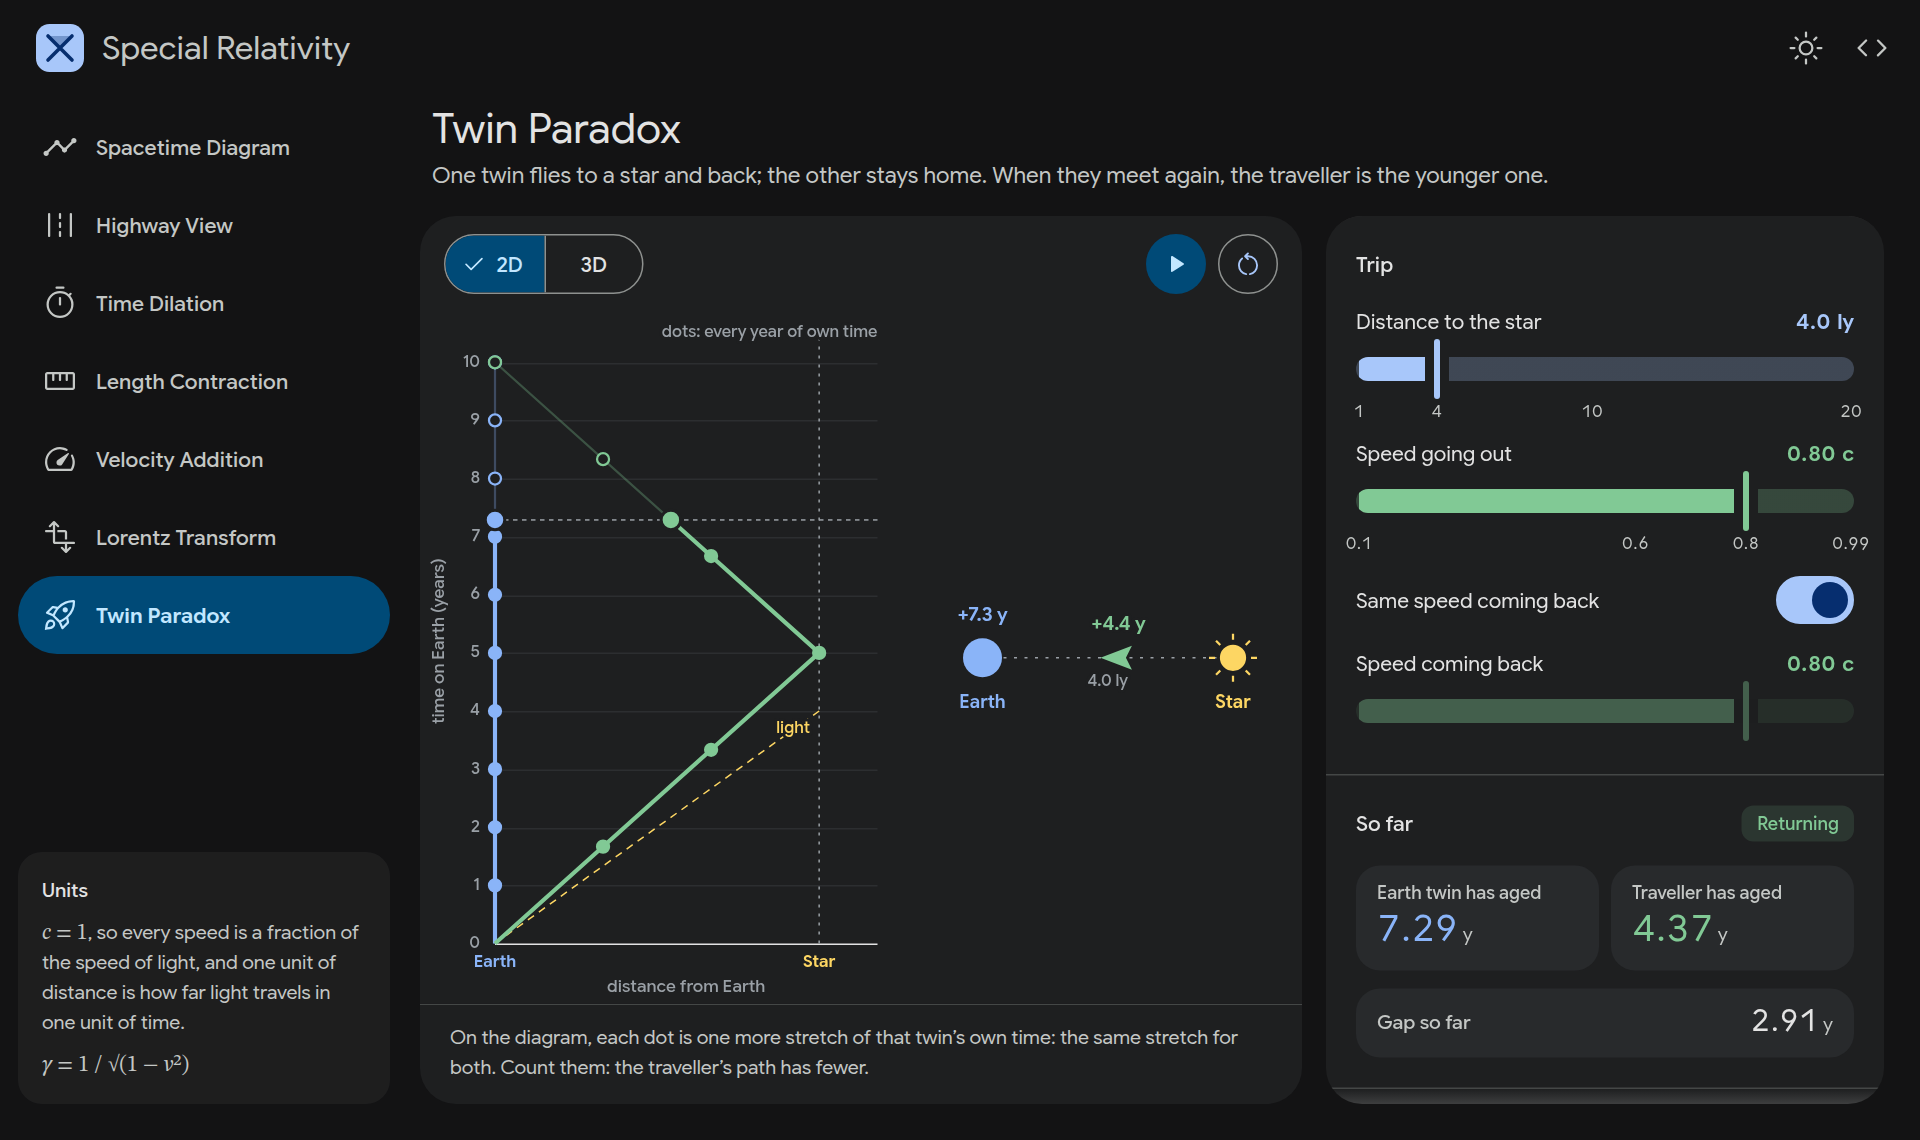 Special Relativity
Spacetime Diagram
Highway View
Time Dilation
Length Contraction
Velocity Addition
Lorentz Transform
Twin Paradox
Units
c = 1, so every speed is a fraction of
the speed of light, and one unit of
distance is how far light travels in
one unit of time.
γ = 1 / √(1 − v²)
Twin Paradox
One twin flies to a star and back; the other stays home. When they meet again, the traveller is the younger one.
2D
3D
dots: every year of own time
10
9
8
7
6
5
4
3
2
1
0
time on Earth (years)
light
Earth
Star
distance from Earth
+7.3 y
+4.4 y
4.0 ly
Earth
Star
On the diagram, each dot is one more stretch of that twin’s own time: the same stretch for
both. Count them: the traveller’s path has fewer.
Trip
Distance to the star 4.0 ly
1 4 10 20
Speed going out 0.80 c
0.1 0.6 0.8 0.99
Same speed coming back
Speed coming back 0.80 c
So far Returning
Earth twin has aged
7.29 y
Traveller has aged
4.37 y
Gap so far 2.91 y